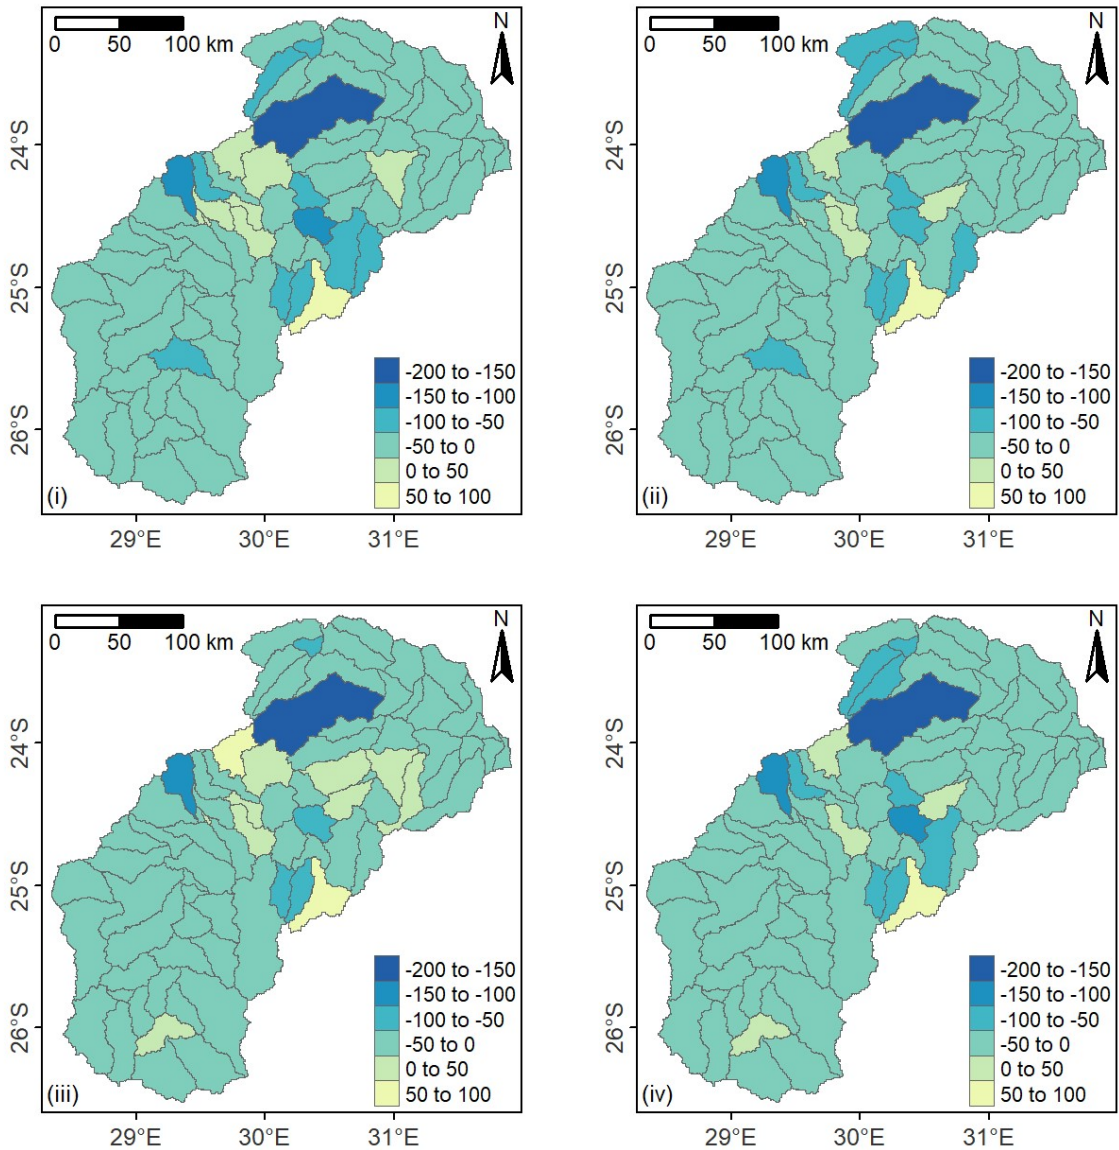 N
0 50 100 km
24°S
25°S
26°S
-200 to -150
-150 to -100
-100 to -50
-50 to 0
0 to 50
50 to 100
(i)
29°E 30°E 31°E
N
0 50 100 km
24°S
25°S
26°S
-200 to -150
-150 to -100
-100 to -50
-50 to 0
0 to 50
50 to 100
(ii)
29°E 30°E 31°E
N
0 50 100 km
24°S
25°S
26°S
-200 to -150
-150 to -100
-100 to -50
-50 to 0
0 to 50
50 to 100
(iii)
29°E 30°E 31°E
N
0 50 100 km
24°S
25°S
26°S
-200 to -150
-150 to -100
-100 to -50
-50 to 0
0 to 50
50 to 100
(iv)
29°E 30°E 31°E